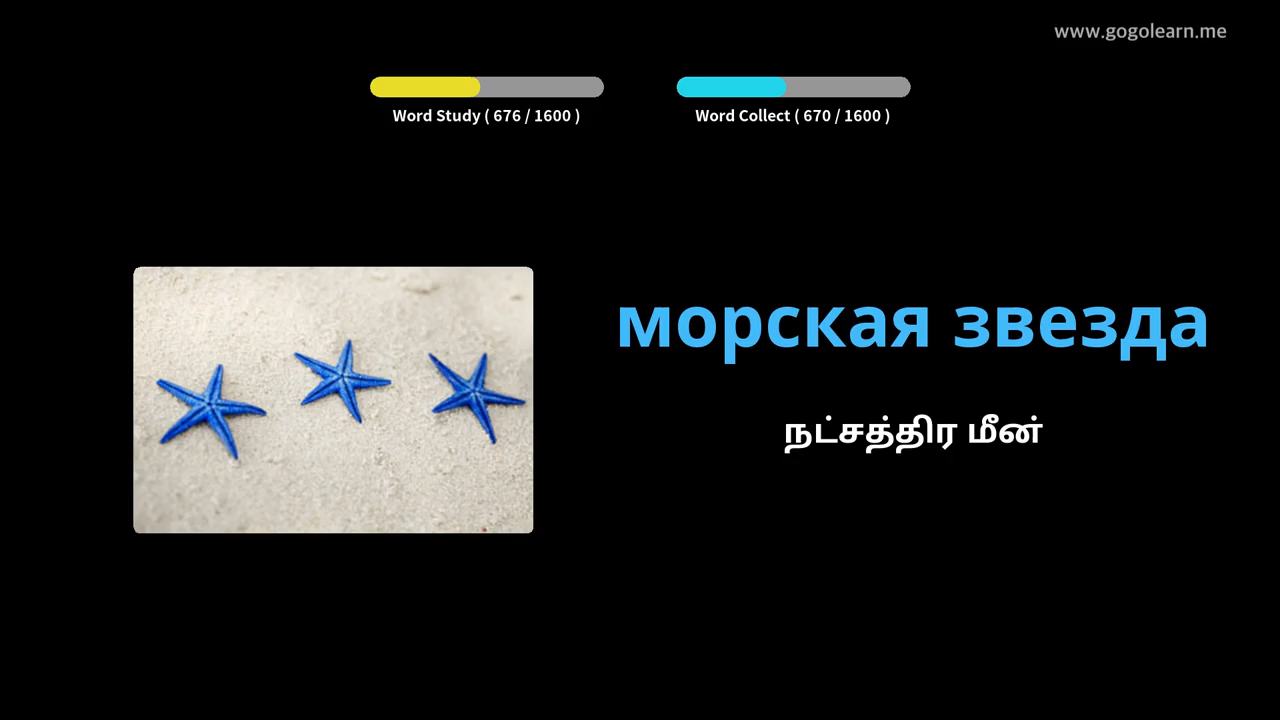 www.gogolearn.me
Word Study ( 676 / 1600 )
Word Collect ( 670 / 1600 )
морская звезда
நட்சத்திர மீன்